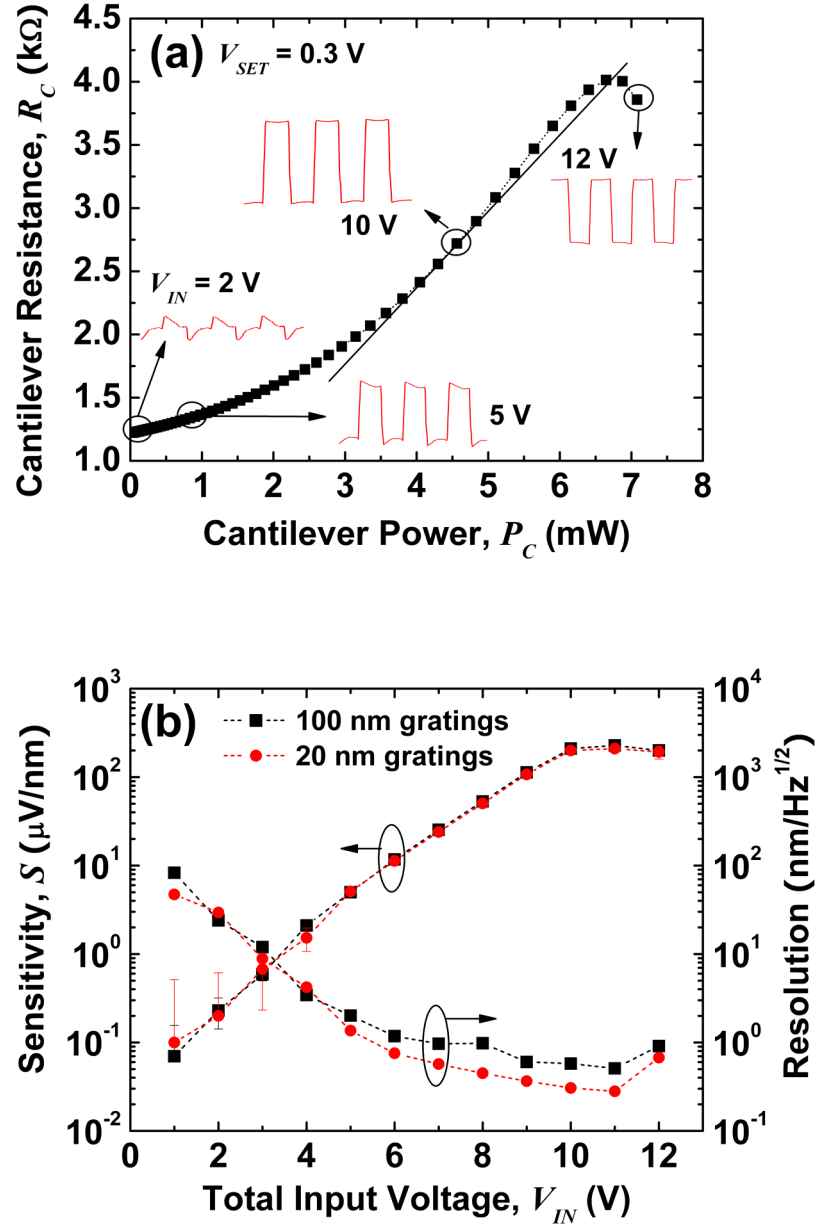 (a) V_SET = 0.3 V
4.5
4.0
3.5
3.0
2.5
2.0
1.5
1.0
Cantilever Resistance, R_C (kΩ)
12 V
10 V
V_IN = 2 V
5 V
0 1 2 3 4 5 6 7 8
Cantilever Power, P_C (mW)
(b)
100 nm gratings
20 nm gratings
10^3
10^2
10^1
10^0
10^-1
10^-2
Sensitivity, S (μV/nm)
10^4
10^3
10^2
10^1
10^0
10^-1
Resolution (nm/Hz^1/2)
0 2 4 6 8 10 12
Total Input Voltage, V_IN (V)